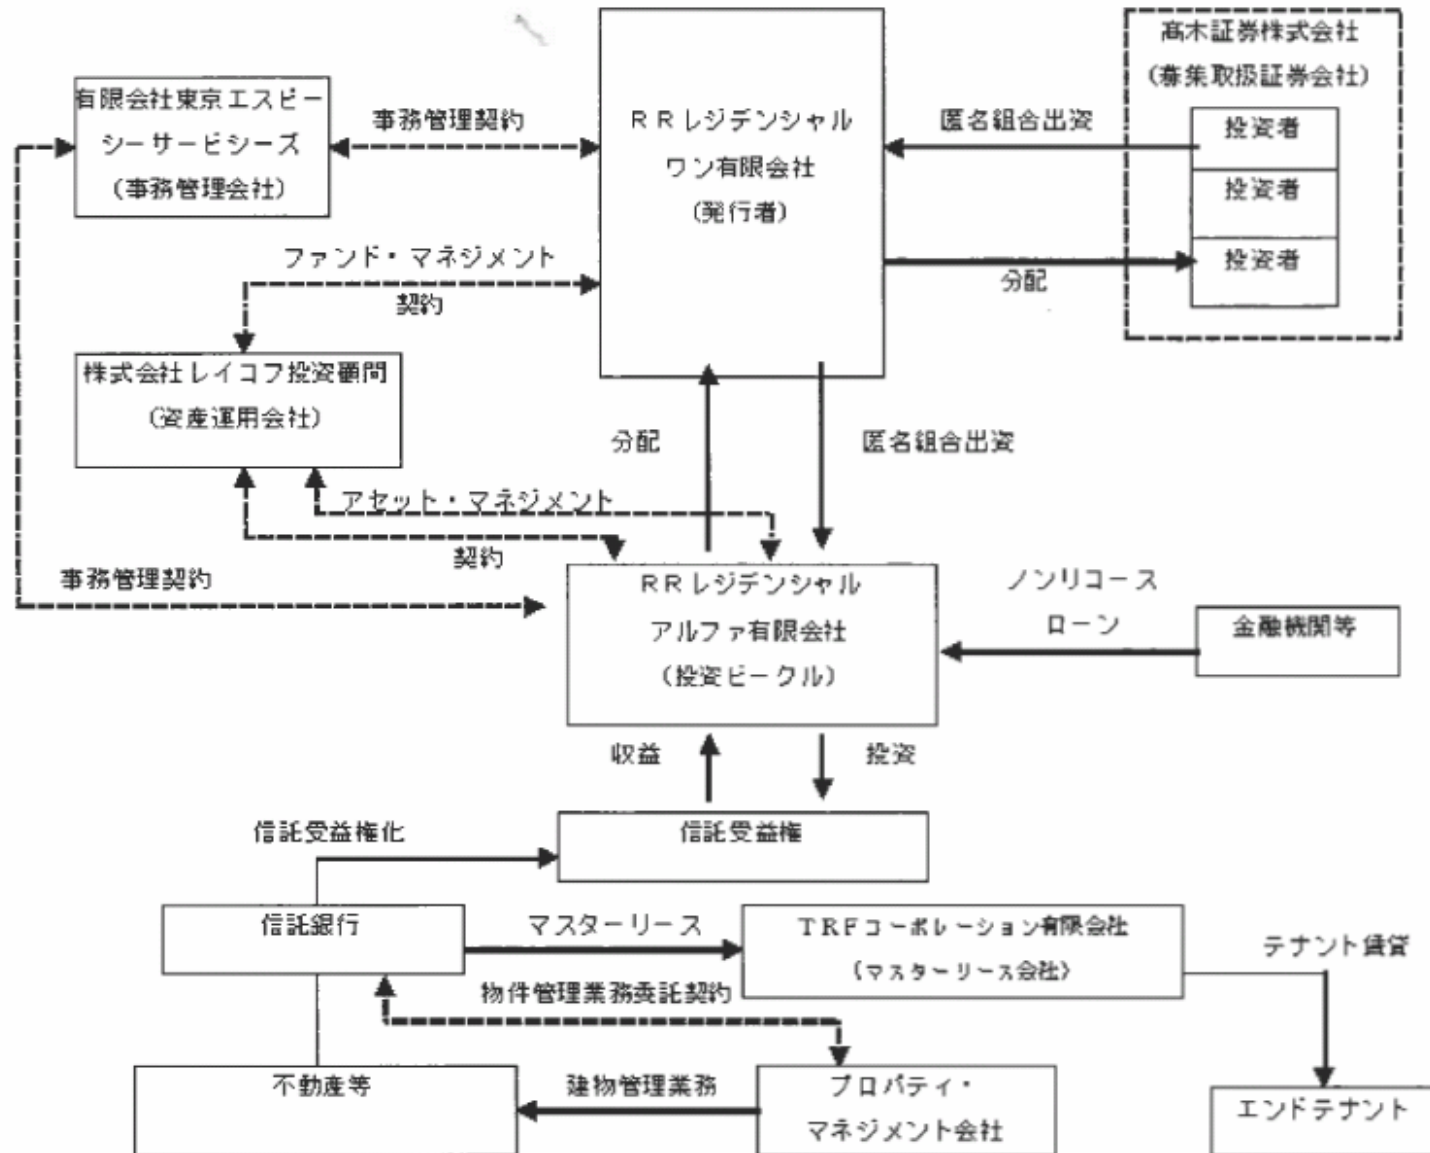 髙木証券株式会社
(募集取扱証券会社)
投資者
投資者
投資者
有限会社東京エスピー
シーサービシーズ
(事務管理会社)
事務管理契約
RRレジデンシャル
ワン有限会社
(発行者)
匿名組合出資
分配
ファンド・マネジメント
契約
株式会社レイコフ投資顧問
(資産運用会社)
分配
匿名組合出資
アセット・マネジメント
契約
事務管理契約
RRレジデンシャル
アルファ有限会社
(投資ビークル)
ノンリコース
ローン
金融機関等
収益
投資
信託受益権化
信託受益権
信託銀行
マスターリース
TRFコーポレーション有限会社
(マスターリース会社)
テナント賃貸
物件管理業務委託契約
不動産等
建物管理業務
プロパティ・
マネジメント会社
エンドテナント